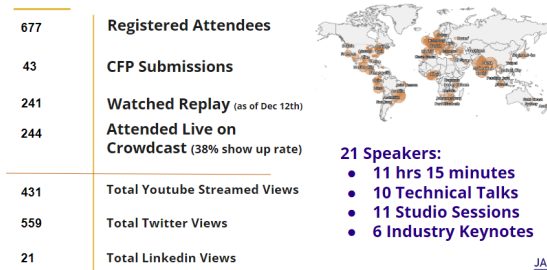 677 Registered Attendees
43 CFP Submissions
241 Watched Replay (as of Dec 12th)
244 Attended Live on
Crowdcast (38% show up rate)
431 Total Youtube Streamed Views
559 Total Twitter Views
21 Total Linkedin Views
21 Speakers:
● 11 hrs 15 minutes
● 10 Technical Talks
● 11 Studio Sessions
● 6 Industry Keynotes
JA